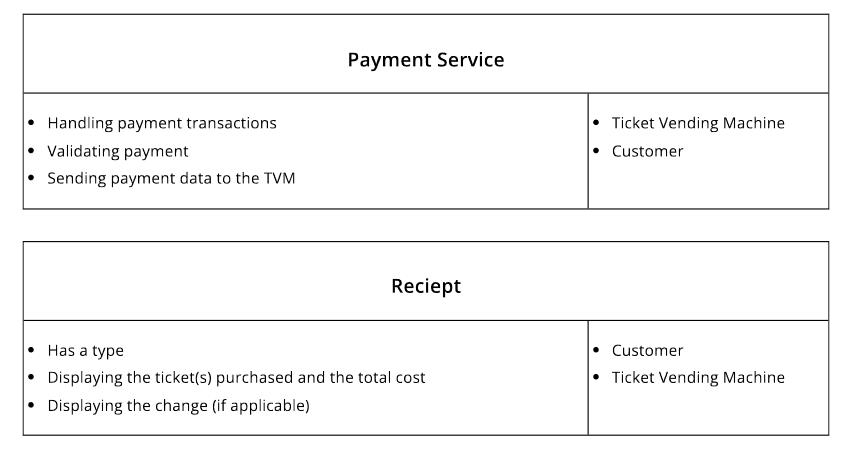 Payment Service
• Handling payment transactions
• Validating payment
• Sending payment data to the TVM
• Ticket Vending Machine
• Customer
Reciept
• Has a type
• Displaying the ticket(s) purchased and the total cost
• Displaying the change (if applicable)
• Customer
• Ticket Vending Machine